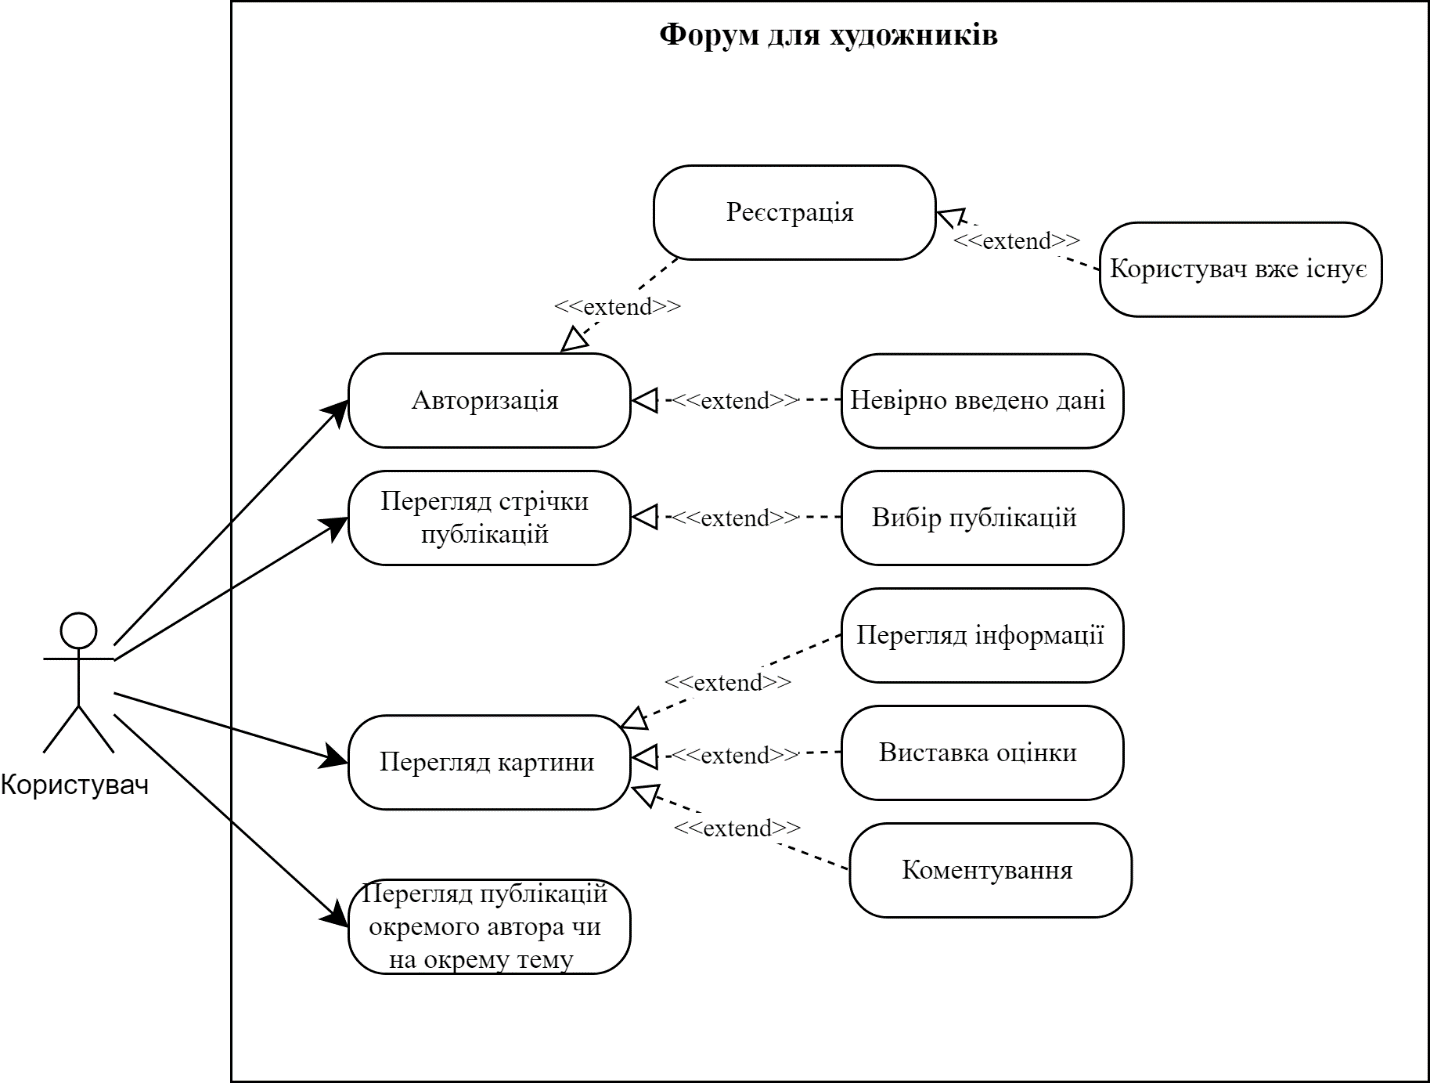 Форум для художників
Реєстрація
<<extend>>
Користувач вже існує
<<extend>>
Авторизація
<<extend>>
Невірно введено дані
Перегляд стрічки
публікацій
<<extend>>
Вибір публікацій
Перегляд інформації
<<extend>>
Користувач
Перегляд картини
<<extend>>
Виставка оцінки
<<extend>>
Коментування
Перегляд публікацій
окремого автора чи
на окрему тему